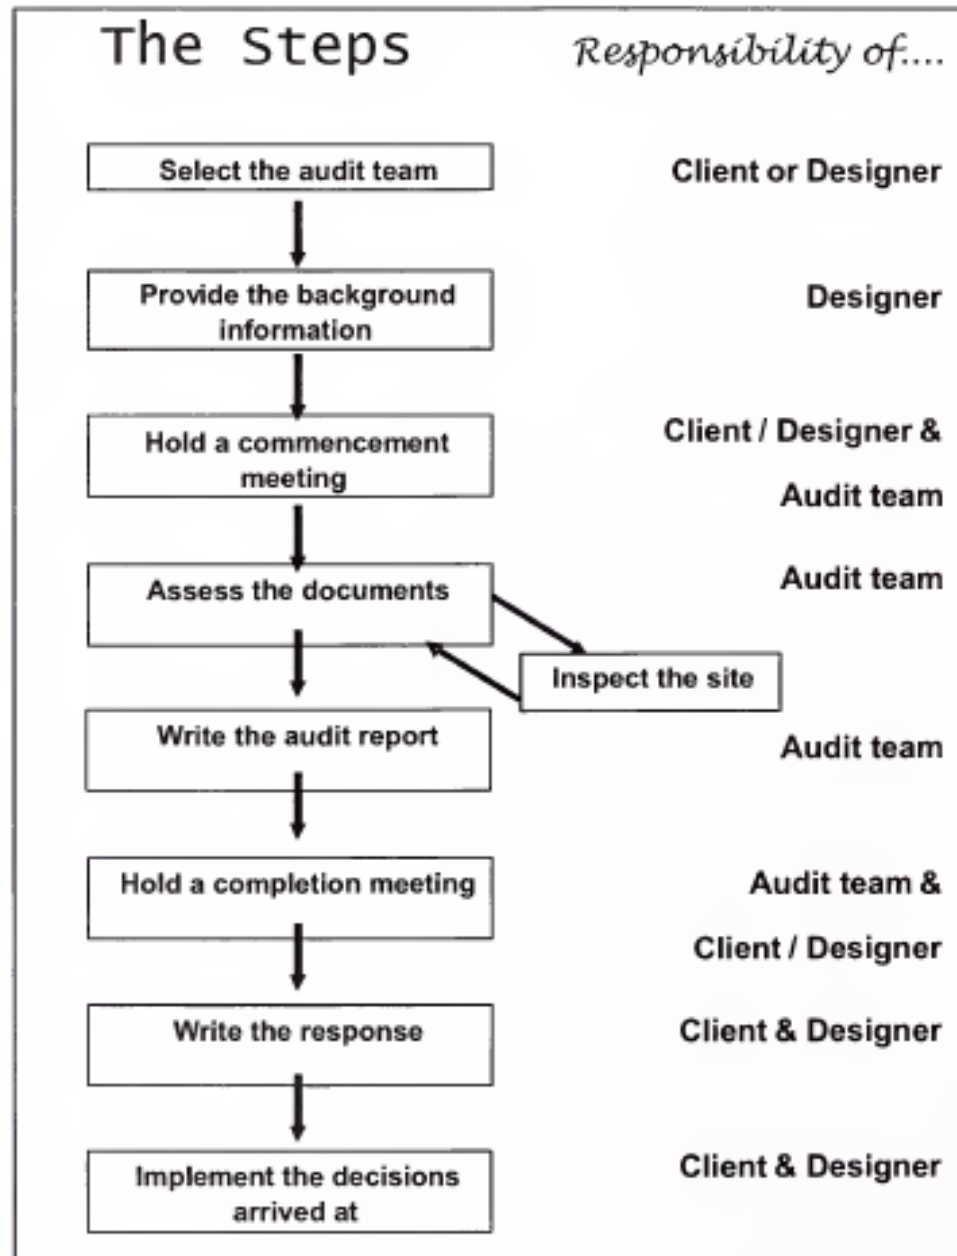 The Steps
Responsibility of....
Select the audit team
Client or Designer
Provide the background
information
Designer
Hold a commencement
meeting
Client / Designer &
Audit team
Assess the documents
Audit team
Inspect the site
Write the audit report
Audit team
Hold a completion meeting
Audit team &
Client / Designer
Write the response
Client & Designer
Implement the decisions
arrived at
Client & Designer